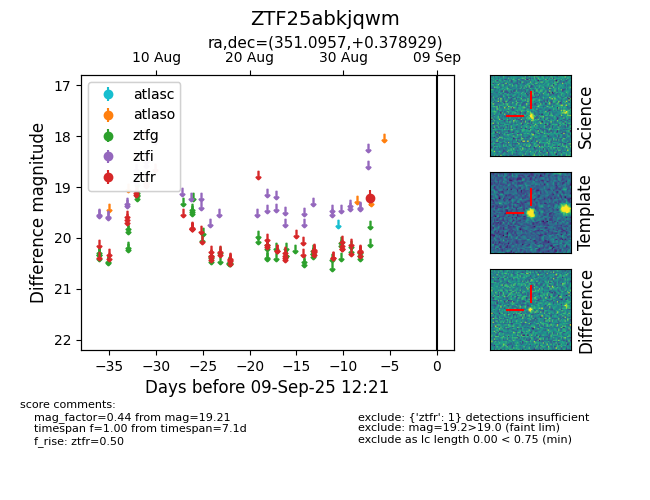 ZTF25abkjqwm
ra,dec=(351.0957,+0.378929)
10 Aug 20 Aug 30 Aug 09 Sep
17
18
19
20
21
22
Difference magnitude
atlasc
atlaso
ztfg
ztfi
ztfr
−35 −30 −25 −20 −15 −10 −5 0
Days before 09-Sep-25 12:21
Science
Template
Difference
score comments:
mag_factor=0.44 from mag=19.21
timespan f=1.00 from timespan=7.1d
f_rise: ztfr=0.50
exclude: {'ztfr': 1} detections insufficient
exclude: mag=19.2>19.0 (faint lim)
exclude as lc length 0.00 < 0.75 (min)